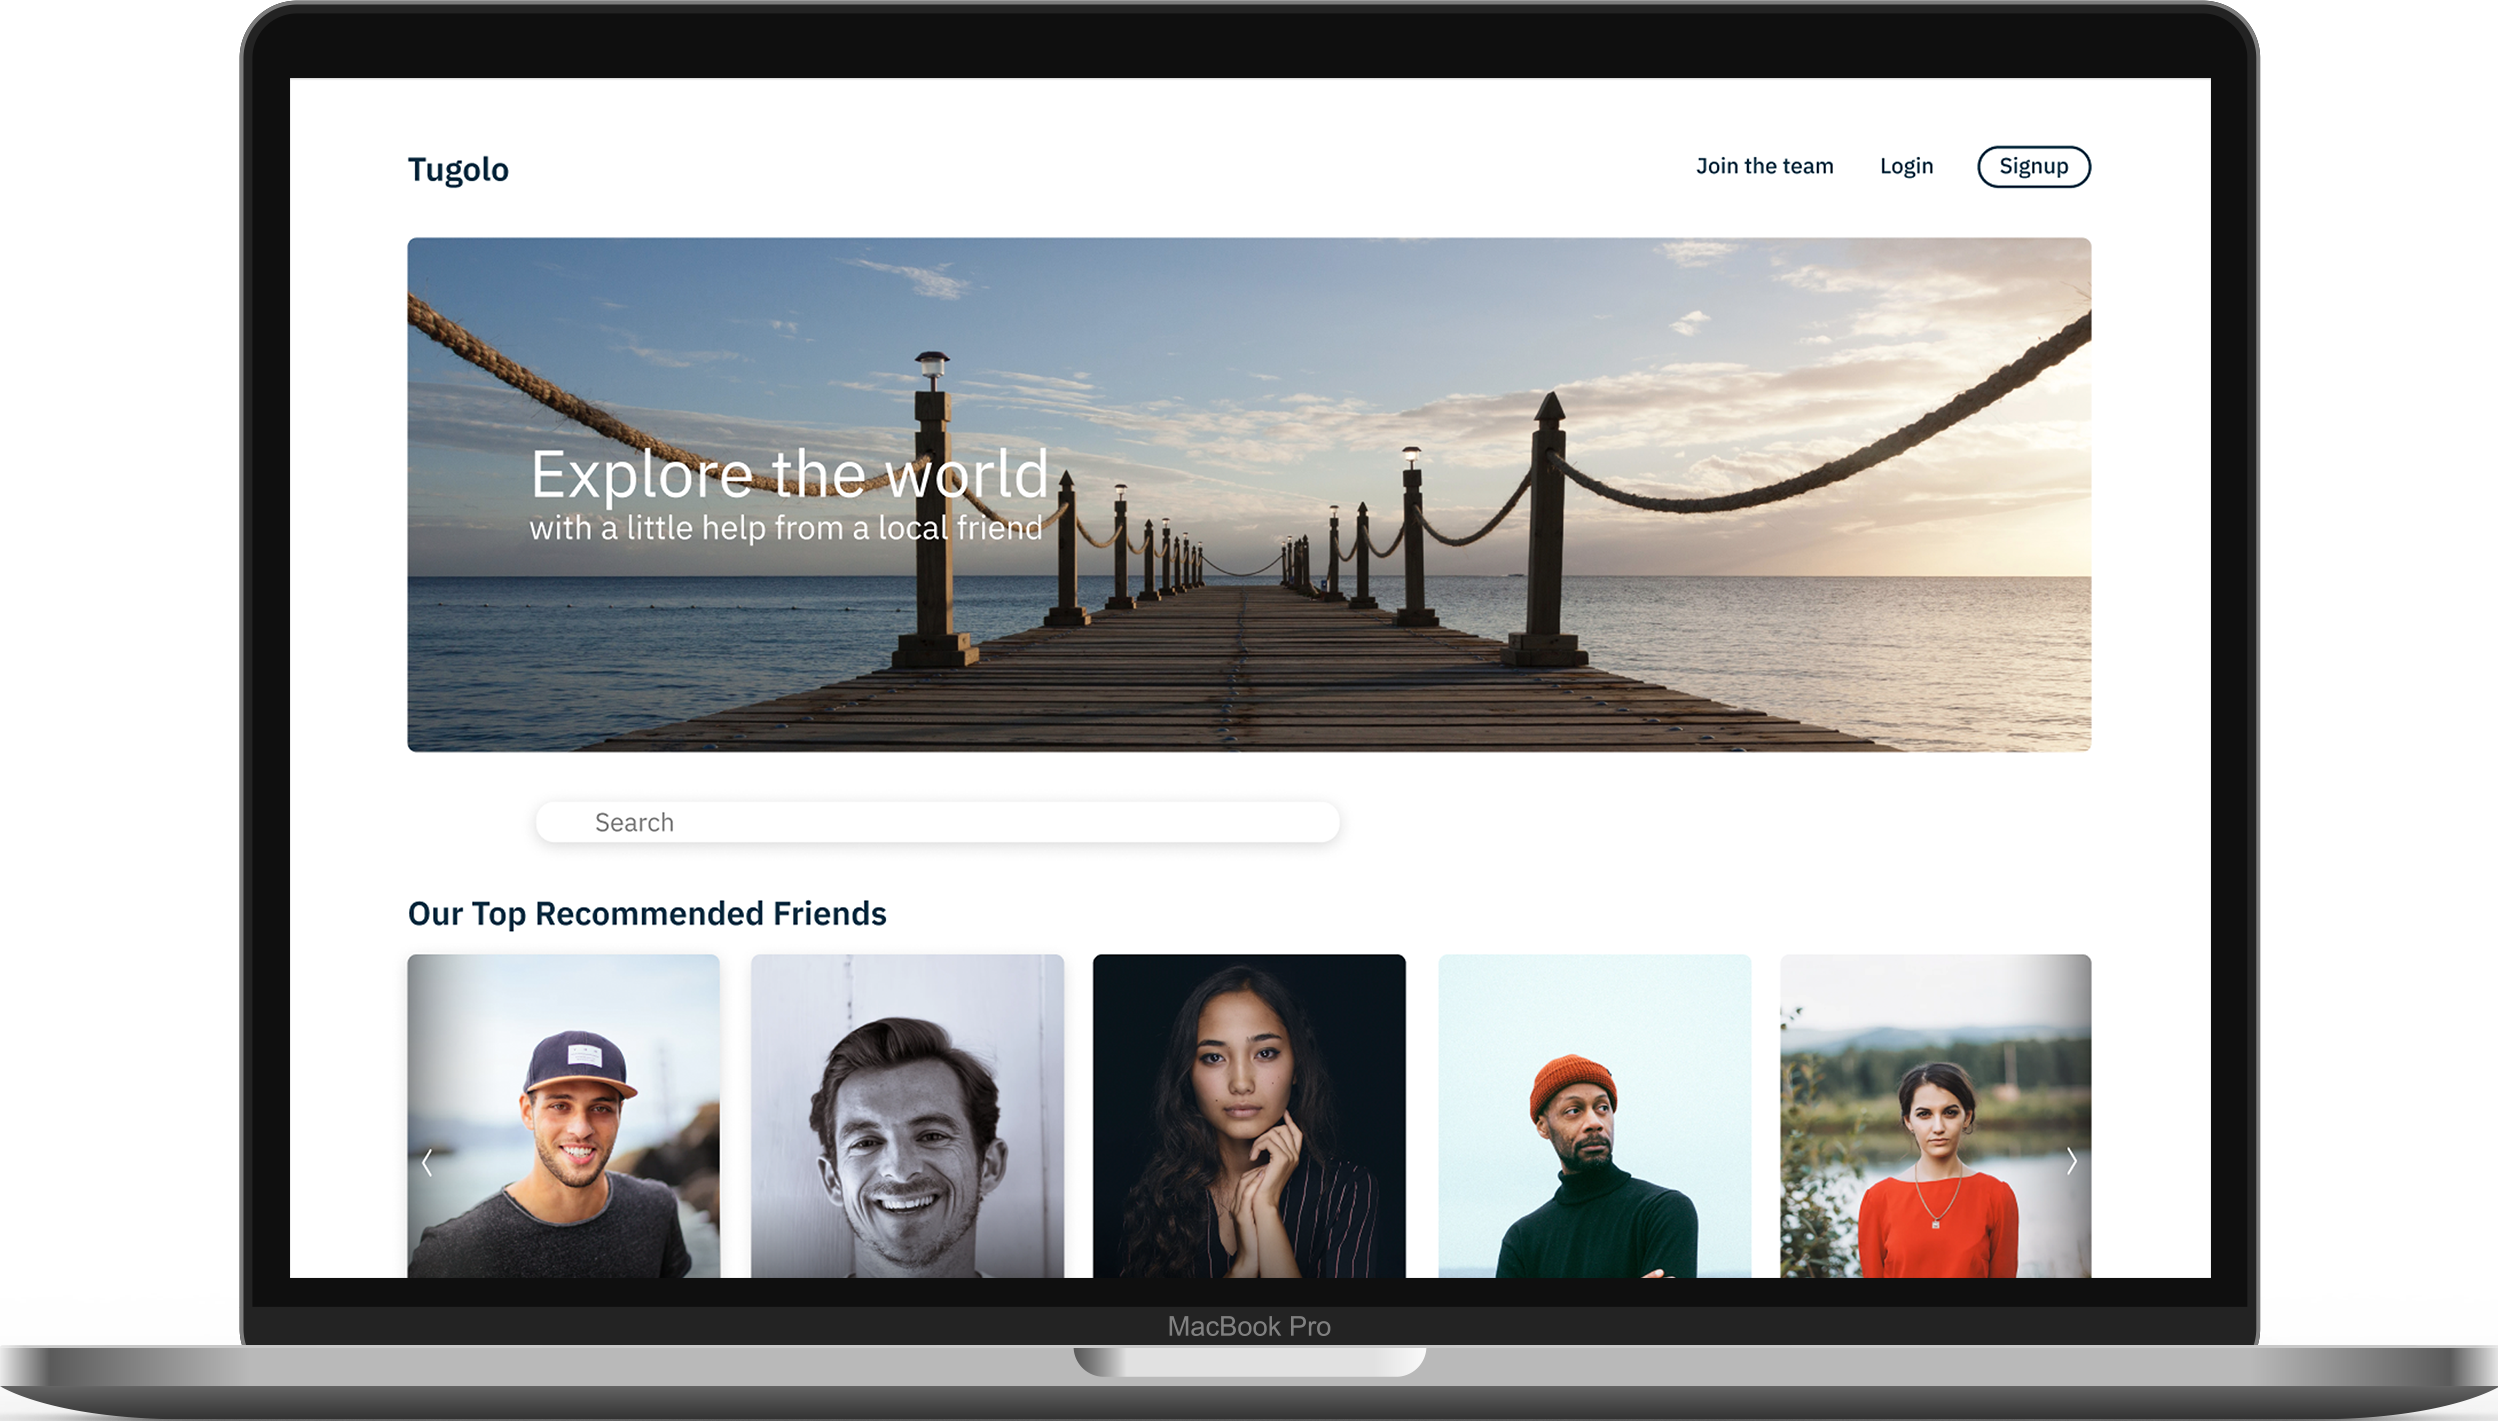 Tugolo
Join the team
Login
Signup
Explore the world
with a little help from a local friend
Search
Our Top Recommended Friends
MacBook Pro